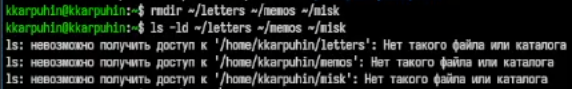 kkarpuhin@kkarpuhin:~$ rmdir ~/letters ~/memos ~/misk
kkarpuhin@kkarpuhin:~$ ls -ld ~/letters ~/memos ~/misk
ls: невозможно получить доступ к '/home/kkarpuhin/letters': Нет такого файла или каталога
ls: невозможно получить доступ к '/home/kkarpuhin/memos': Нет такого файла или каталога
ls: невозможно получить доступ к '/home/kkarpuhin/misk': Нет такого файла или каталога